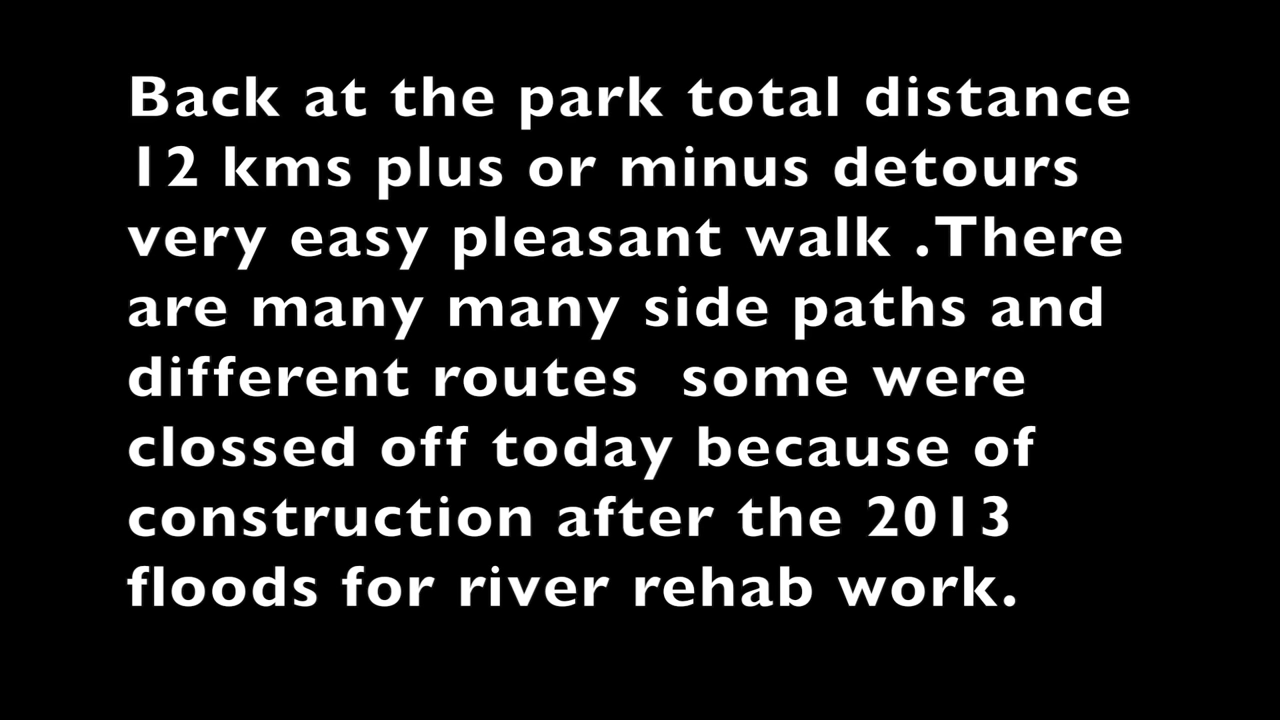 Back at the park total distance
12 kms plus or minus detours
very easy pleasant walk .There
are many many side paths and
different routes  some were
clossed off today because of
construction after the 2013
floods for river rehab work.